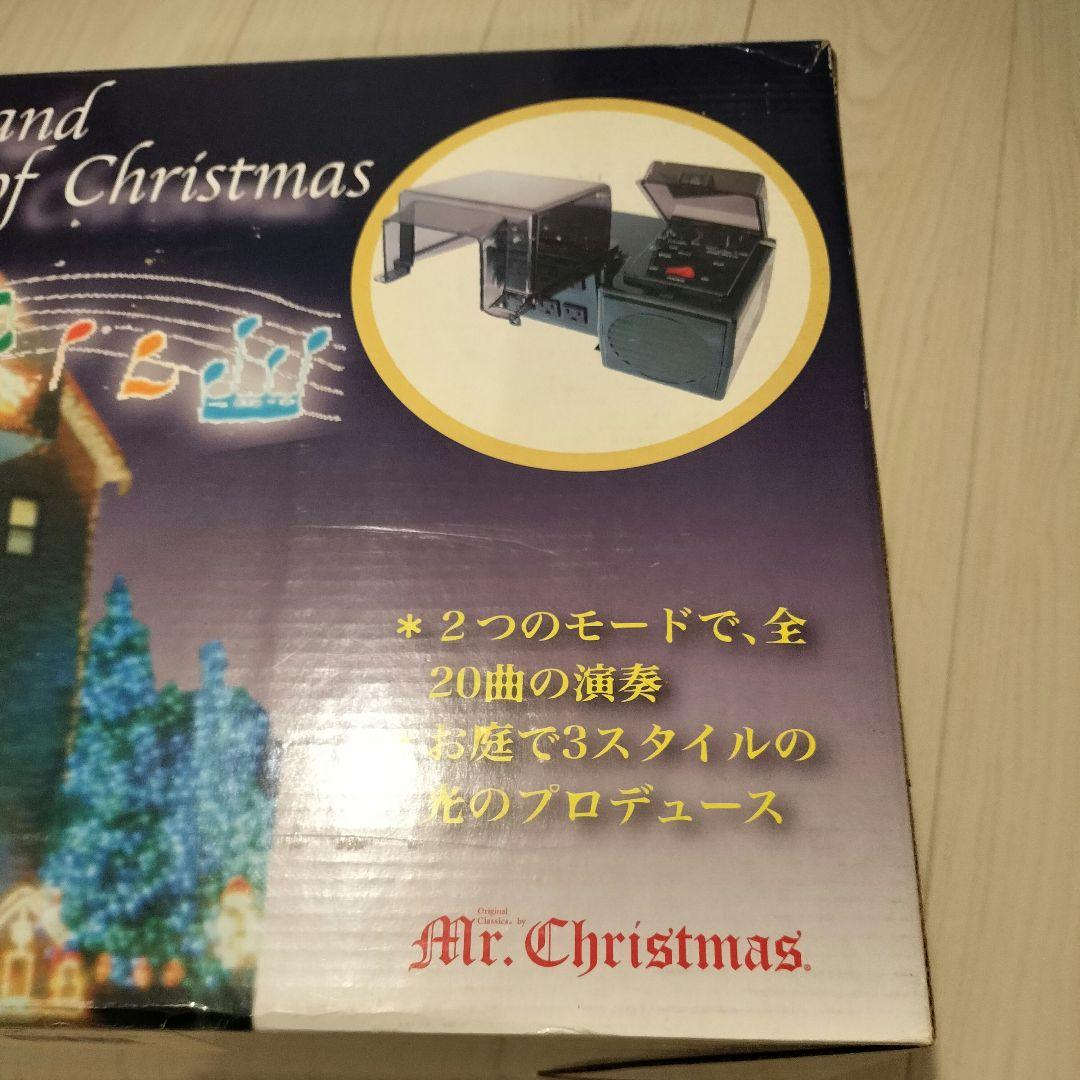 and
of Christmas
＊２つのモードで、全
20曲の演奏
お庭で3スタイルの
光のプロデュース
Original
Classics® by
Mr. Christmas®